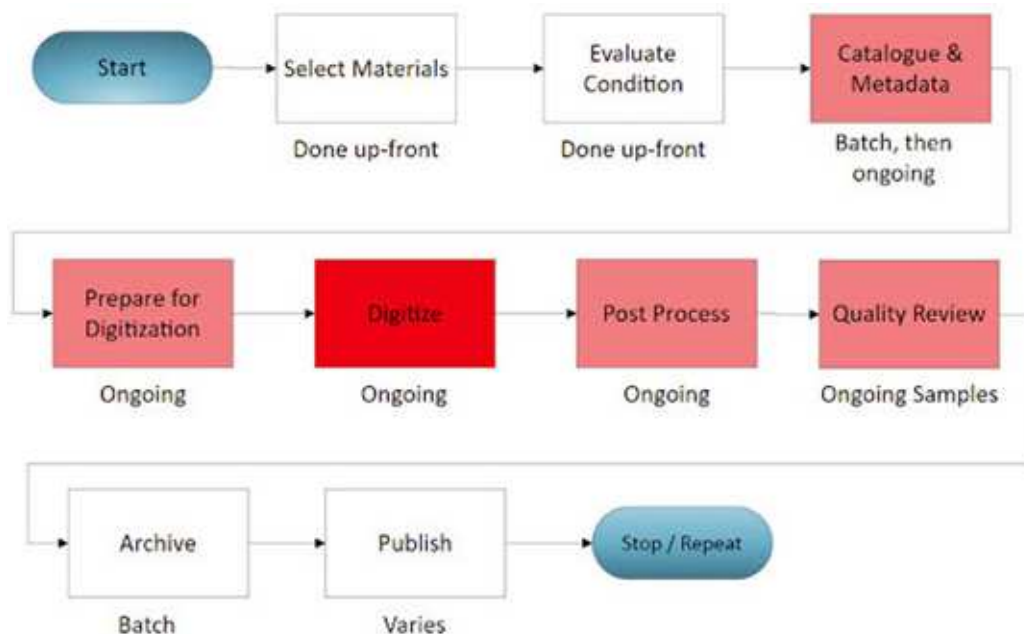 Start
Select Materials
Done up-front
Evaluate
Condition
Done up-front
Catalogue &
Metadata
Batch, then
ongoing
Prepare for
Digitization
Ongoing
Digitize
Ongoing
Post Process
Ongoing
Quality Review
Ongoing Samples
Archive
Batch
Publish
Varies
Stop / Repeat